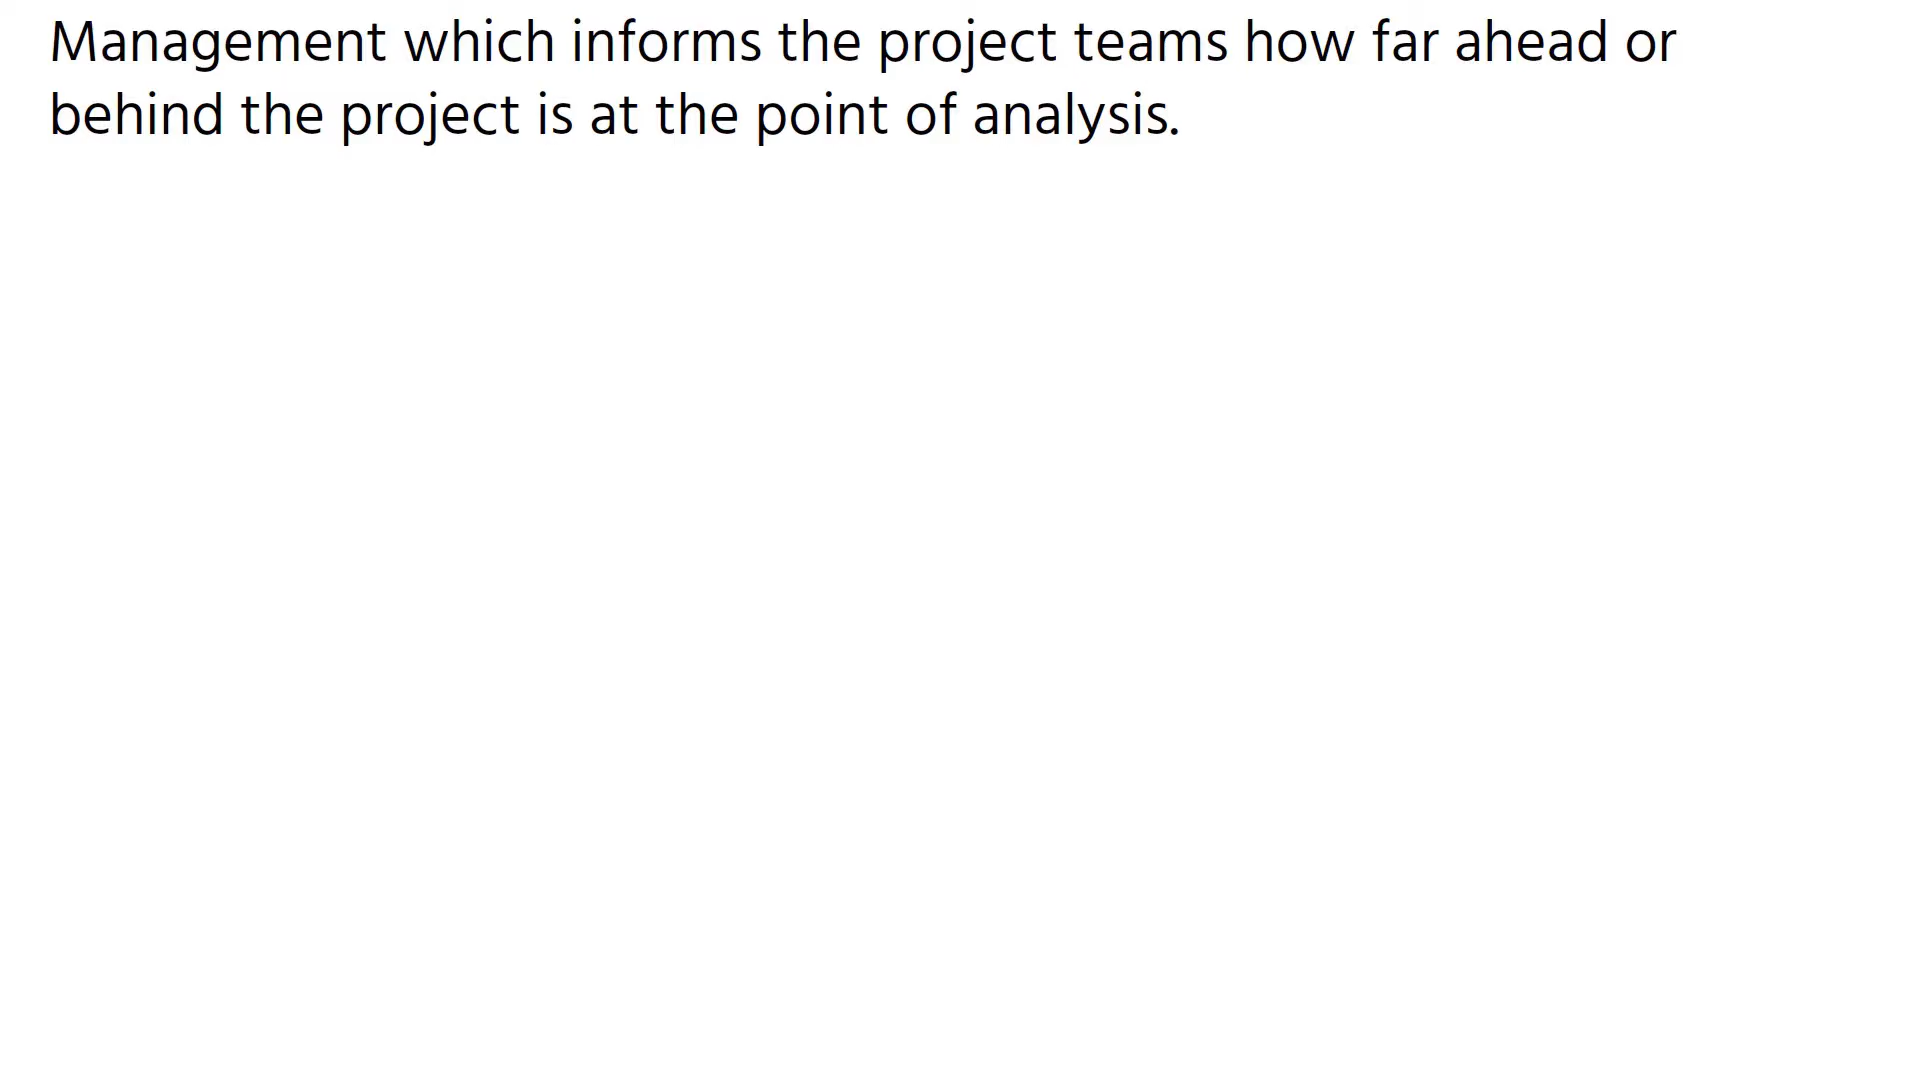 Management which informs the project teams how far ahead or
behind the project is at the point of analysis.